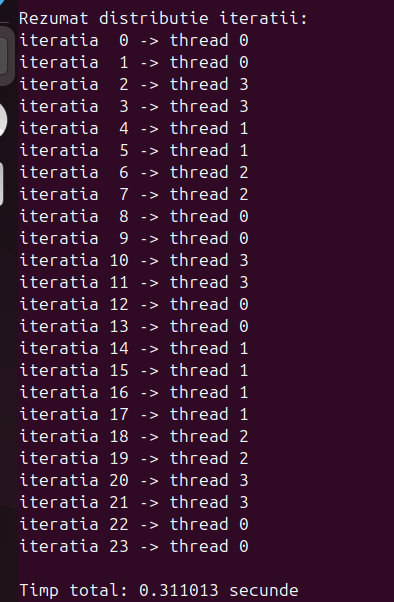 Rezumat distributie iteratii:
iteratia  0 -> thread 0
iteratia  1 -> thread 0
iteratia  2 -> thread 3
iteratia  3 -> thread 3
iteratia  4 -> thread 1
iteratia  5 -> thread 1
iteratia  6 -> thread 2
iteratia  7 -> thread 2
iteratia  8 -> thread 0
iteratia  9 -> thread 0
iteratia 10 -> thread 3
iteratia 11 -> thread 3
iteratia 12 -> thread 0
iteratia 13 -> thread 0
iteratia 14 -> thread 1
iteratia 15 -> thread 1
iteratia 16 -> thread 1
iteratia 17 -> thread 1
iteratia 18 -> thread 2
iteratia 19 -> thread 2
iteratia 20 -> thread 3
iteratia 21 -> thread 3
iteratia 22 -> thread 0
iteratia 23 -> thread 0
Timp total: 0.311013 secunde